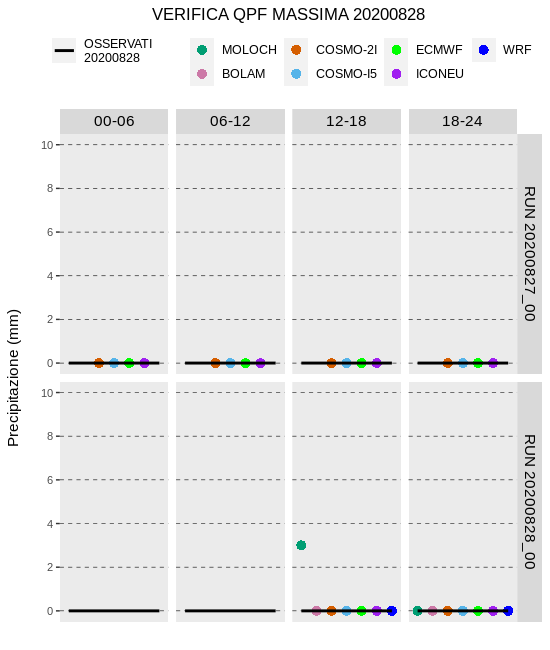 VERIFICA QPF MASSIMA 20200828
OSSERVATI
20200828
MOLOCH
COSMO-2I
ECMWF
WRF
BOLAM
COSMO-I5
ICONEU
00-06
06-12
12-18
18-24
10
8
6
4
2
0
RUN 20200827_00
Precipitazione (mm)
10
8
6
4
2
0
RUN 20200828_00